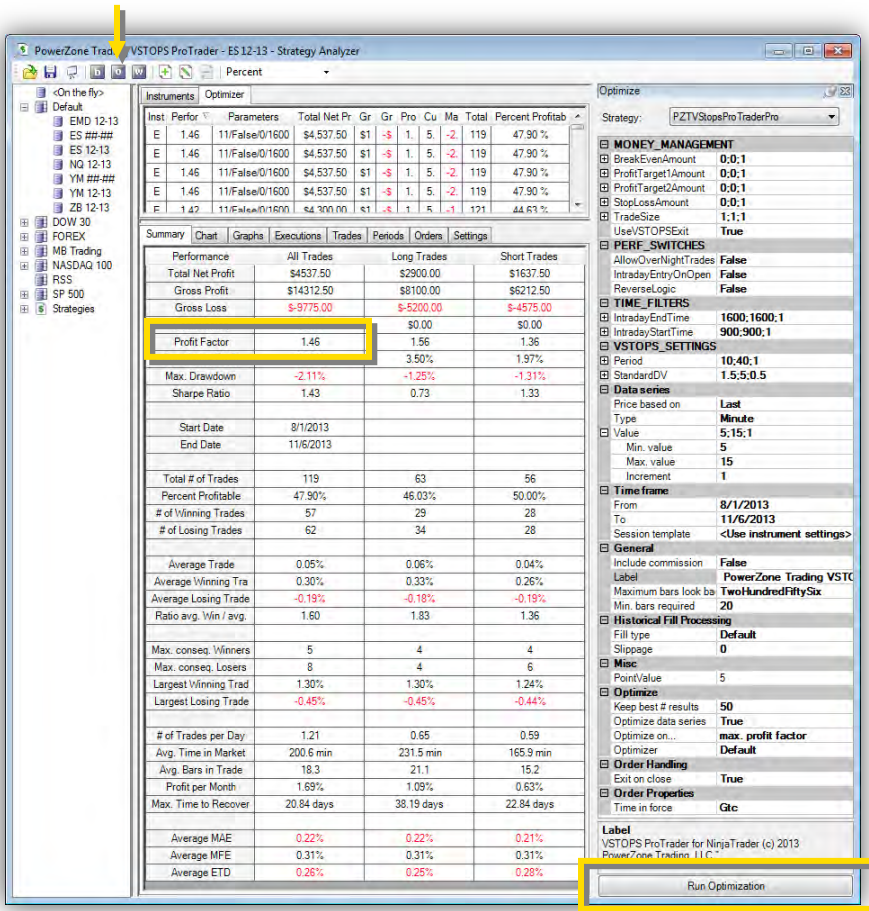 PowerZone Trad VSTOPS ProTrader - ES 12-13 - Strategy Analyzer
b o w Percent
<On the fly>
Default
EMD 12-13
ES ##-##
ES 12-13
NQ 12-13
YM ##-##
YM 12-13
ZB 12-13
DOW 30
FOREX
MB Trading
NASDAQ 100
RSS
SP 500
Strategies
Instruments Optimizer
Inst Perfor Parameters Total Net Pr Gr Gr Pro Cu Ma Total Percent Profitab
E 1.46 11/False/0/1600 $4,537.50 $1 -$ 1. 5. -2. 119 47.90 %
E 1.46 11/False/0/1600 $4,537.50 $1 -$ 1. 5. -2. 119 47.90 %
E 1.46 11/False/0/1600 $4,537.50 $1 -$ 1. 5. -2. 119 47.90 %
E 1.46 11/False/0/1600 $4,537.50 $1 -$ 1. 5. -2. 119 47.90 %
E 1.42 11/False/0/1600 $4,300.00 $1 -$ 1. 5. -1. 121 44.63 %
Summary Chart Graphs Executions Trades Periods Orders Settings
Performance All Trades Long Trades Short Trades
Total Net Profit $4537.50 $2900.00 $1637.50
Gross Profit $14312.50 $8100.00 $6212.50
Gross Loss $-9775.00 $-5200.00 $-4575.00
$0.00 $0.00
Profit Factor 1.46 1.56 1.36
3.50% 1.97%
Max. Drawdown -2.11% -1.25% -1.31%
Sharpe Ratio 1.43 0.73 1.33
Start Date 8/1/2013
End Date 11/6/2013
Total # of Trades 119 63 56
Percent Profitable 47.90% 46.03% 50.00%
# of Winning Trades 57 29 28
# of Losing Trades 62 34 28
Average Trade 0.05% 0.06% 0.04%
Average Winning Tra 0.30% 0.33% 0.26%
Average Losing Trade -0.19% -0.18% -0.19%
Ratio avg. Win / avg. 1.60 1.83 1.36
Max. conseq. Winners 5 4 4
Max. conseq. Losers 8 4 6
Largest Winning Trad 1.30% 1.30% 1.24%
Largest Losing Trade -0.45% -0.45% -0.44%
# of Trades per Day 1.21 0.65 0.59
Avg. Time in Market 200.6 min 231.5 min 165.9 min
Avg. Bars in Trade 18.3 21.1 15.2
Profit per Month 1.69% 1.09% 0.63%
Max. Time to Recover 20.84 days 38.19 days 22.84 days
Average MAE 0.22% 0.22% 0.21%
Average MFE 0.31% 0.31% 0.31%
Average ETD 0.26% 0.25% 0.28%
Optimize
Strategy: PZTVStopsProTraderPro
MONEY_MANAGEMENT
BreakEvenAmount 0;0;1
ProfitTarget1Amount 0;0;1
ProfitTarget2Amount 0;0;1
StopLossAmount 0;0;1
TradeSize 1;1;1
UseVSTOPSExit True
PERF_SWITCHES
AllowOverNightTrades False
IntradayEntryOnOpen False
ReverseLogic False
TIME_FILTERS
IntradayEndTime 1600;1600;1
IntradayStartTime 900;900;1
VSTOPS_SETTINGS
Period 10;40;1
StandardDV 1.5;5;0.5
Data series
Price based on Last
Type Minute
Value 5;15;1
Min. value 5
Max. value 15
Increment 1
Time frame
From 8/1/2013
To 11/6/2013
Session template <Use instrument settings>
General
Include commission False
Label PowerZone Trading VSTO
Maximum bars look ba TwoHundredFiftySix
Min. bars required 20
Historical Fill Processing
Fill type Default
Slippage 0
Misc
PointValue 5
Optimize
Keep best # results 50
Optimize data series True
Optimize on... max. profit factor
Optimizer Default
Order Handling
Exit on close True
Order Properties
Time in force Gtc
Label
VSTOPS ProTrader for NinjaTrader (c) 2013
PowerZone Trading, LLC
Run Optimization